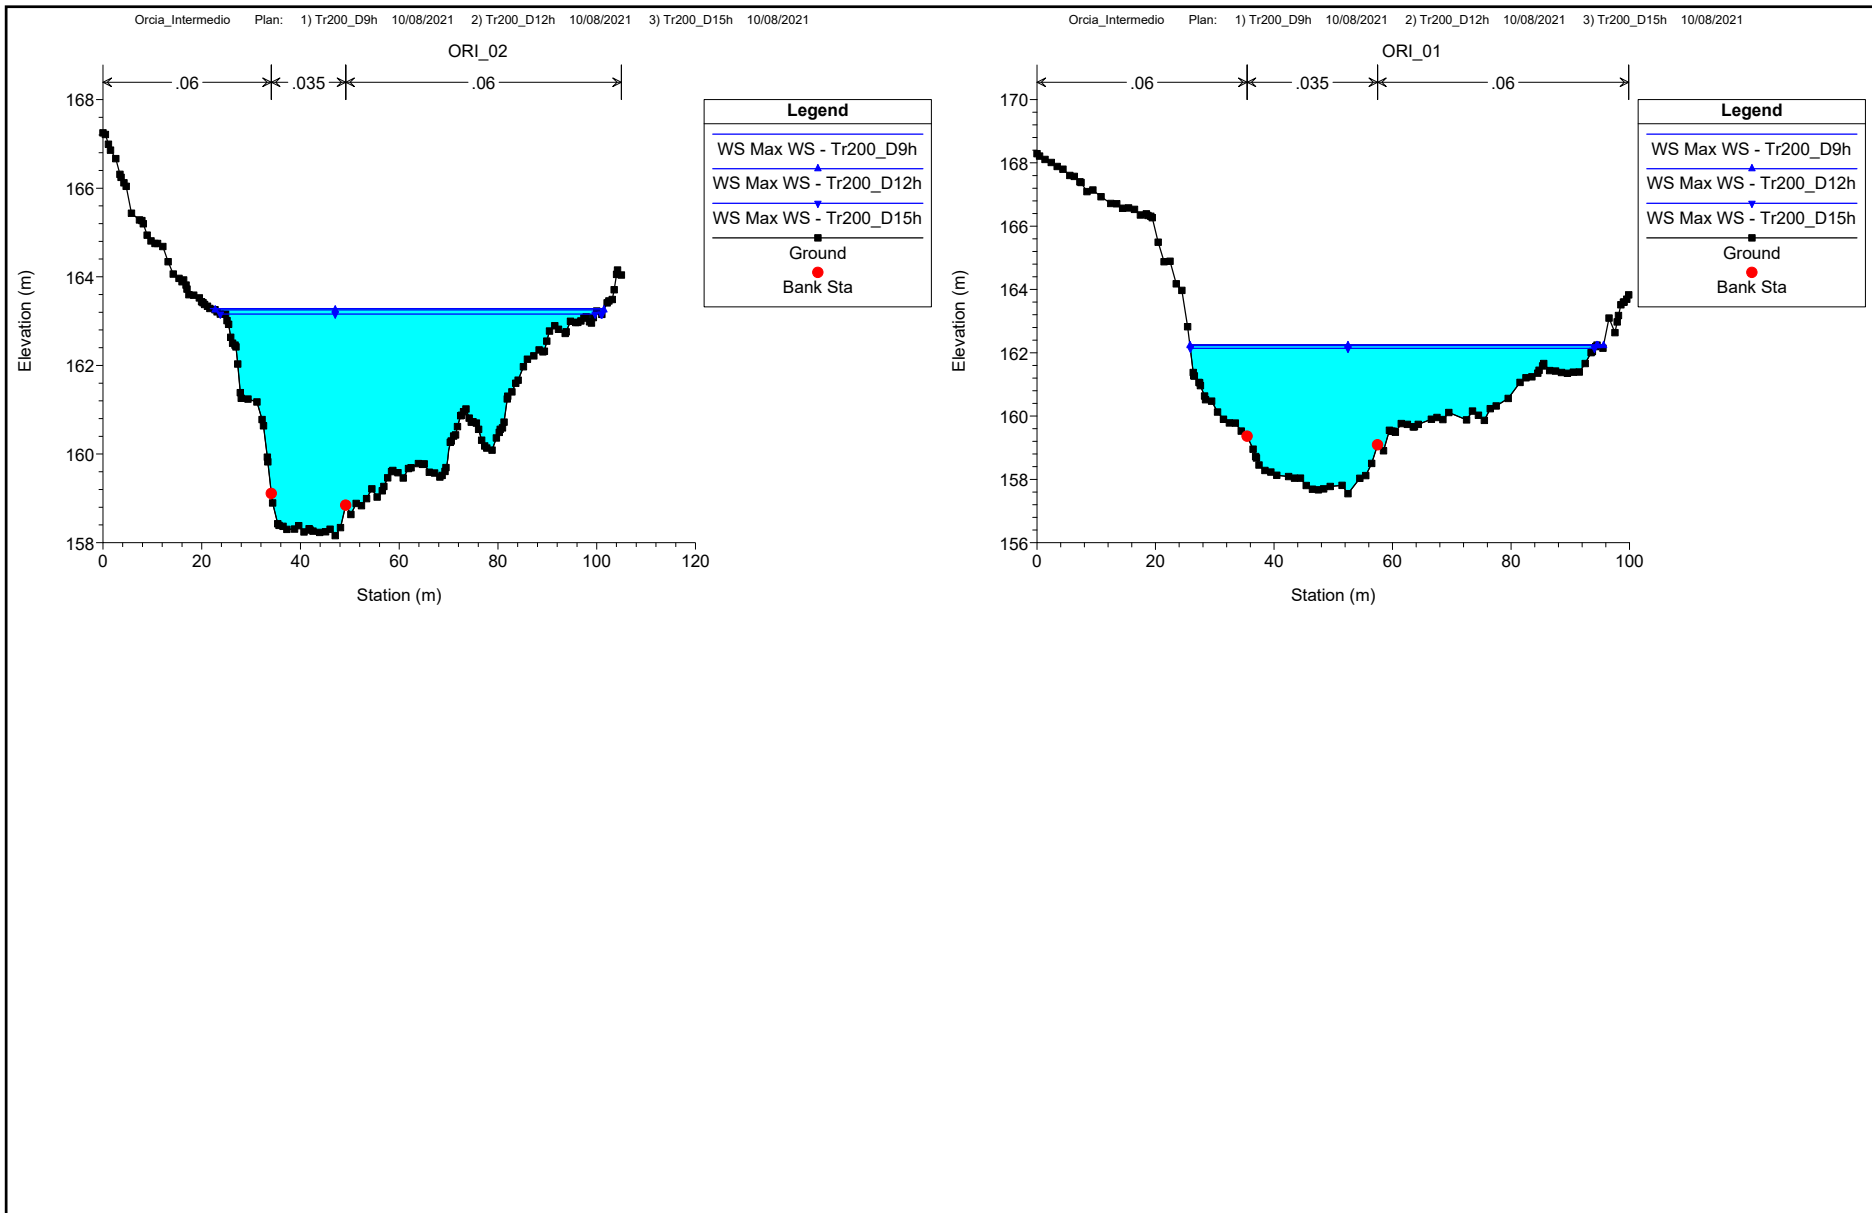 Orcia_Intermedio Plan: 1) Tr200_D9h 10/08/2021 2) Tr200_D12h 10/08/2021 3) Tr200_D15h 10/08/2021
ORI_02
.06 .035 .06
168
166
164
162
160
158
Elevation (m)
0 20 40 60 80 100 120
Station (m)
Legend
WS Max WS - Tr200_D9h
WS Max WS - Tr200_D12h
WS Max WS - Tr200_D15h
Ground
Bank Sta
Orcia_Intermedio Plan: 1) Tr200_D9h 10/08/2021 2) Tr200_D12h 10/08/2021 3) Tr200_D15h 10/08/2021
ORI_01
.06 .035 .06
170
168
166
164
162
160
158
156
Elevation (m)
0 20 40 60 80 100
Station (m)
Legend
WS Max WS - Tr200_D9h
WS Max WS - Tr200_D12h
WS Max WS - Tr200_D15h
Ground
Bank Sta